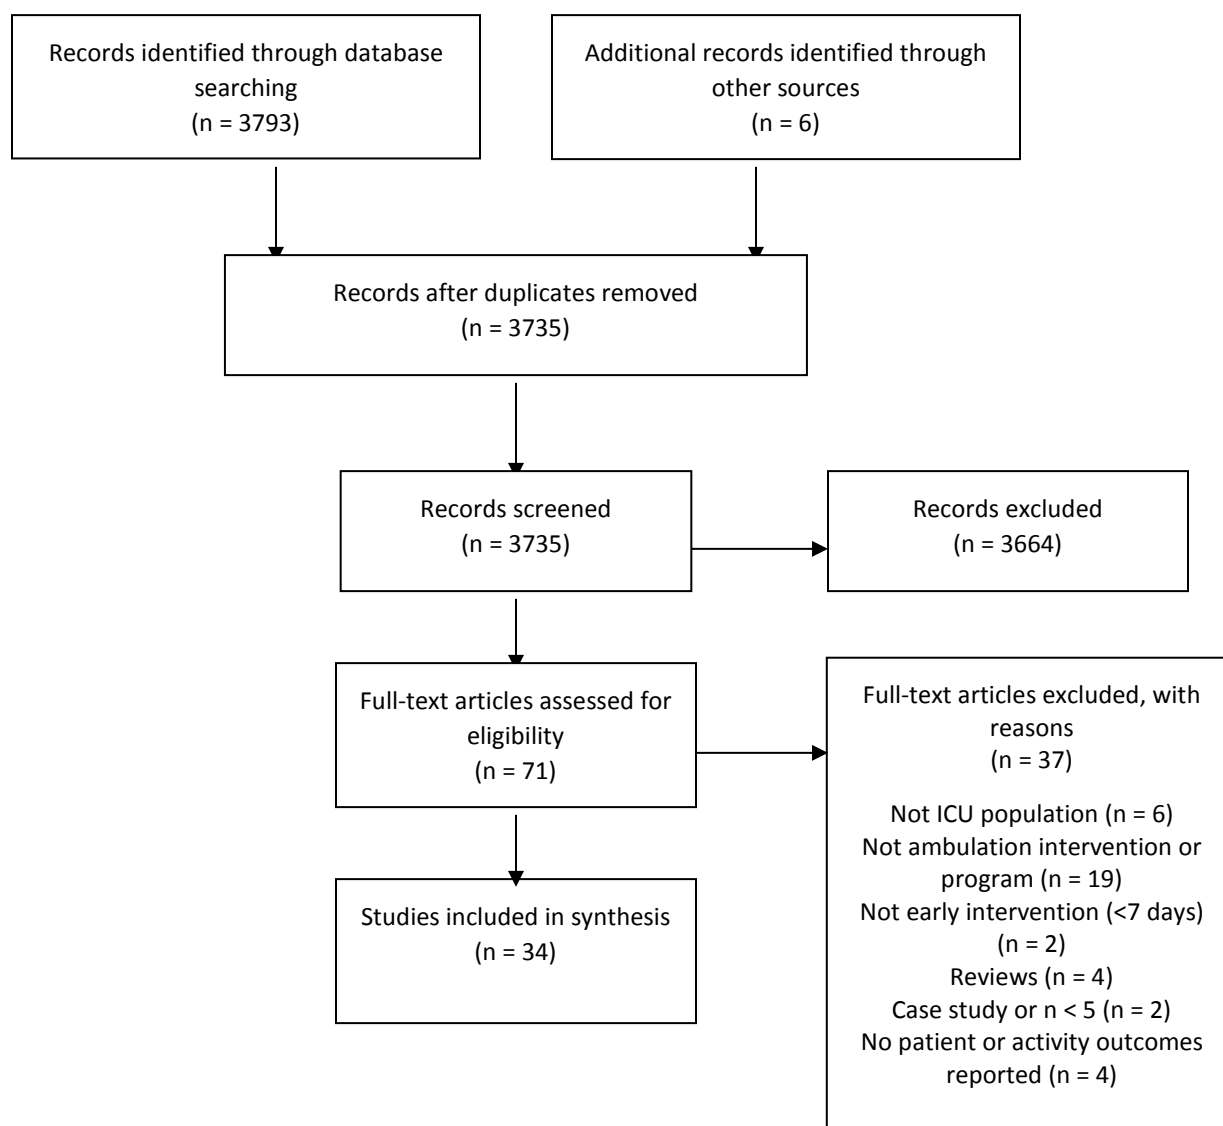 Records identified through database
searching
(n = 3793)
Additional records identified through
other sources
(n = 6)
Records after duplicates removed
(n = 3735)
Records screened
(n = 3735)
Records excluded
(n = 3664)
Full-text articles assessed for
eligibility
(n = 71)
Full-text articles excluded, with
reasons
(n = 37)
Not ICU population (n = 6)
Not ambulation intervention or
program (n = 19)
Not early intervention (<7 days)
(n = 2)
Reviews (n = 4)
Case study or n < 5 (n = 2)
No patient or activity outcomes
reported (n = 4)
Studies included in synthesis
(n = 34)